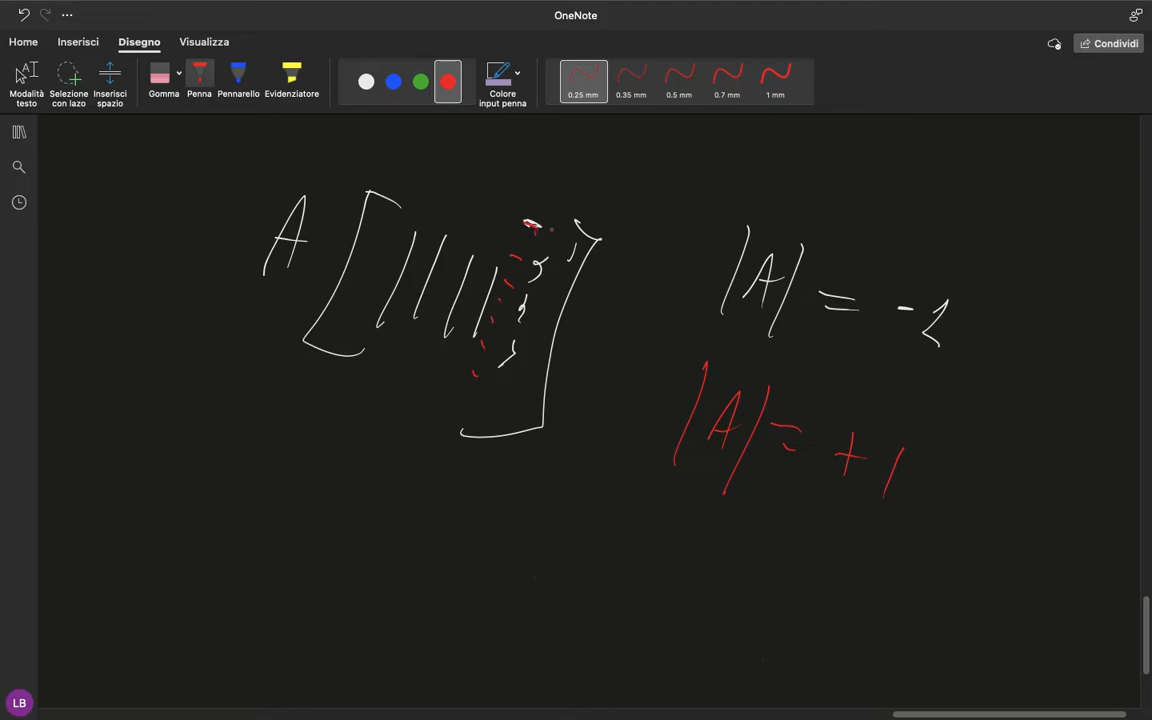 OneNote
Home Inserisci Disegno Visualizza
Condividi
Modalità testo
Selezione con lazo
Inserisci spazio
Gomma
Penna
Pennarello
Evidenziatore
Colore input penna
0.25 mm
0.35 mm
0.5 mm
0.7 mm
1 mm
A [
|A| = -2
|A| = +1
LB